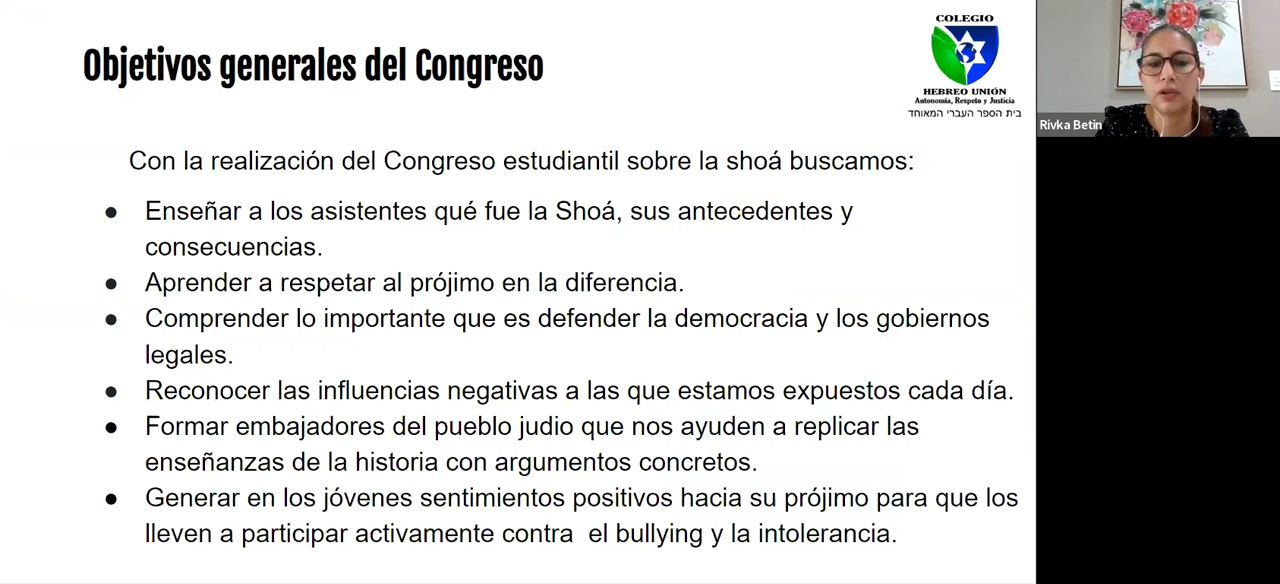 Objetivos generales del Congreso
COLEGIO
HEBREO UNIÓN
Autonomía, Respeto y Justicia
בית הספר העברי המאוחד
Rivka Betin
Con la realización del Congreso estudiantil sobre la shoá buscamos:
● Enseñar a los asistentes qué fue la Shoá, sus antecedentes y
consecuencias.
● Aprender a respetar al prójimo en la diferencia.
● Comprender lo importante que es defender la democracia y los gobiernos
legales.
● Reconocer las influencias negativas a las que estamos expuestos cada día.
● Formar embajadores del pueblo judio que nos ayuden a replicar las
enseñanzas de la historia con argumentos concretos.
● Generar en los jóvenes sentimientos positivos hacia su prójimo para que los
lleven a participar activamente contra  el bullying y la intolerancia.